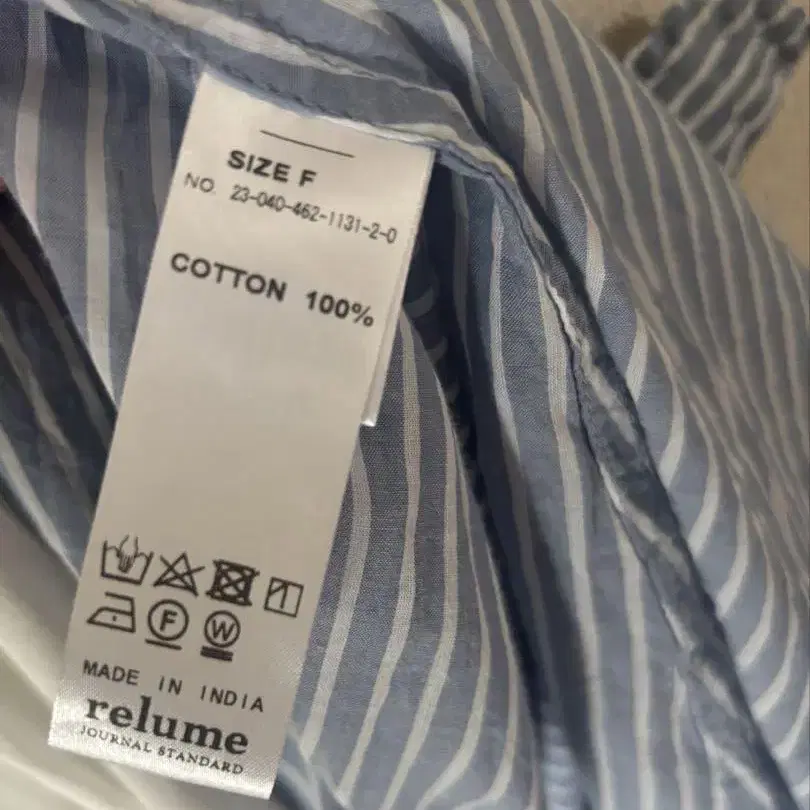 SIZE F
NO. 23-040-462-1131-2-0
COTTON 100%
F W
MADE IN INDIA
relume
JOURNAL STANDARD